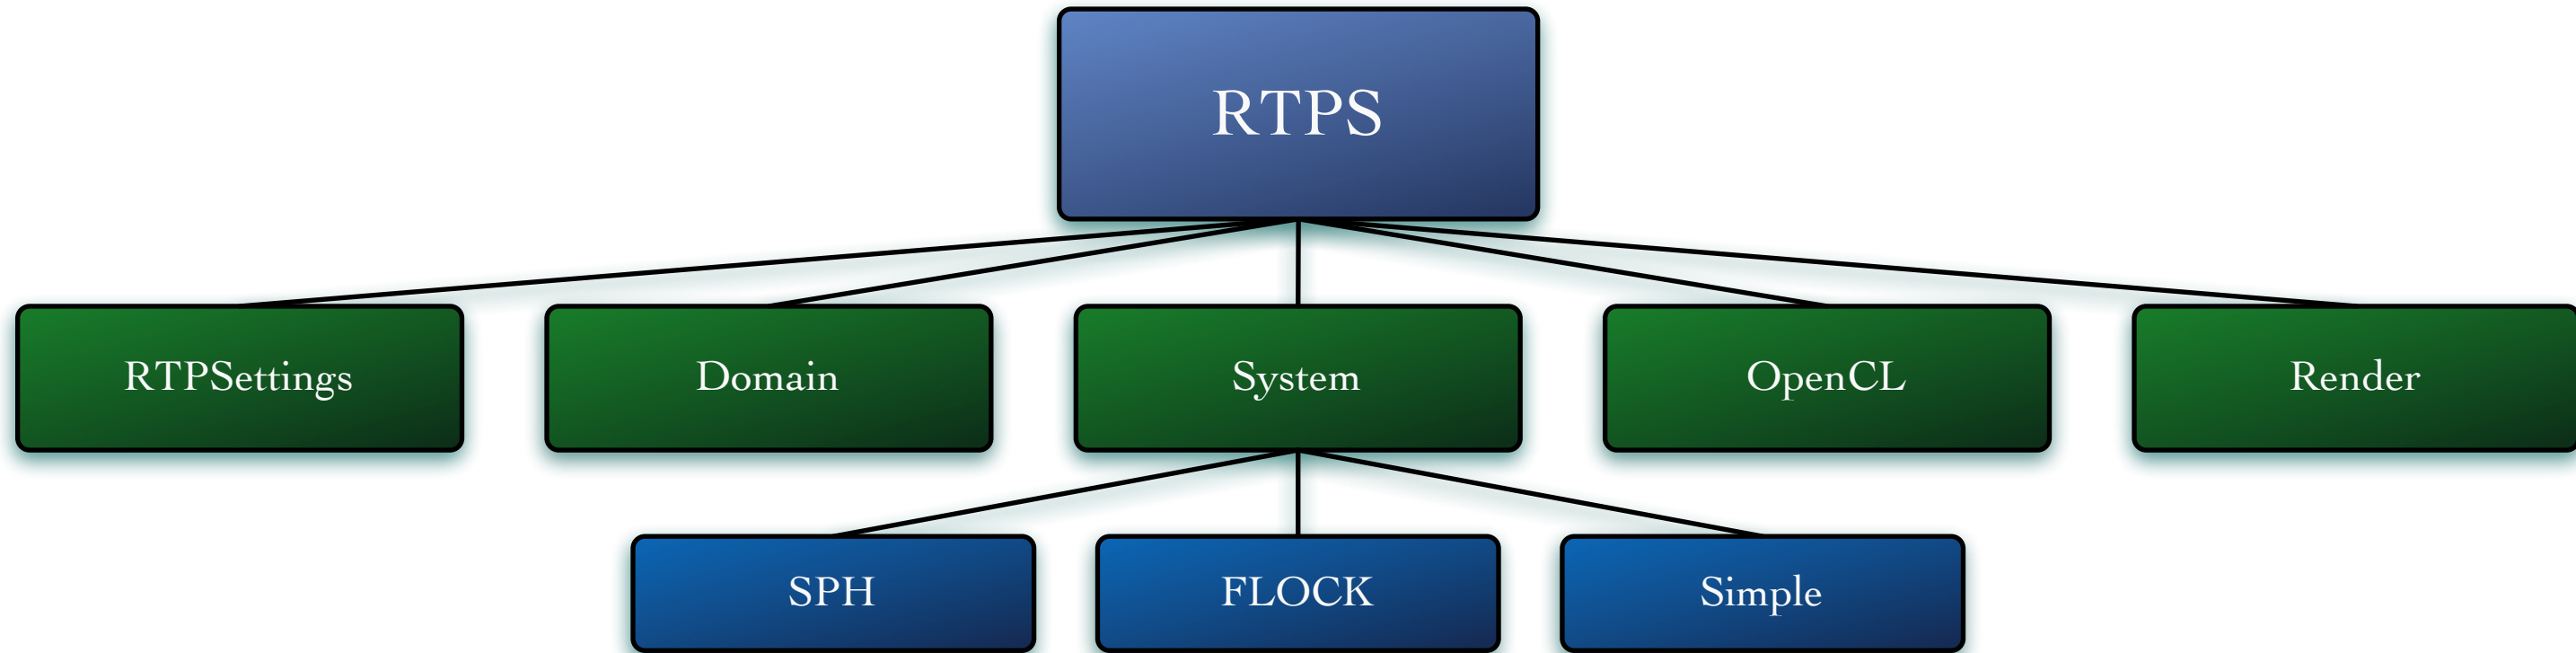 RTPS
RTPSettings
Domain
System
OpenCL
Render
SPH
FLOCK
Simple